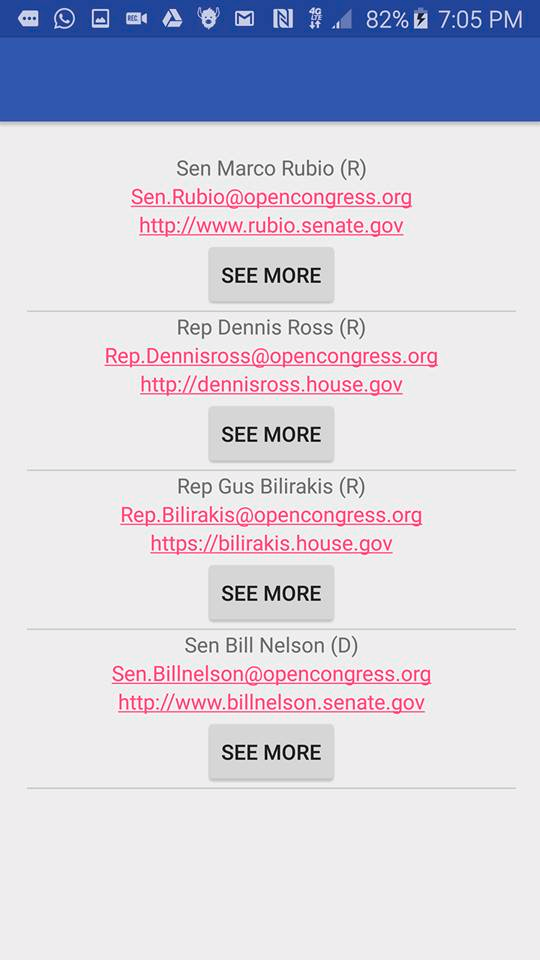 REC 4G LTE 82% 7:05 PM
Sen Marco Rubio (R)
Sen.Rubio@opencongress.org
http://www.rubio.senate.gov
SEE MORE
Rep Dennis Ross (R)
Rep.Dennisross@opencongress.org
http://dennisross.house.gov
SEE MORE
Rep Gus Bilirakis (R)
Rep.Bilirakis@opencongress.org
https://bilirakis.house.gov
SEE MORE
Sen Bill Nelson (D)
Sen.Billnelson@opencongress.org
http://www.billnelson.senate.gov
SEE MORE